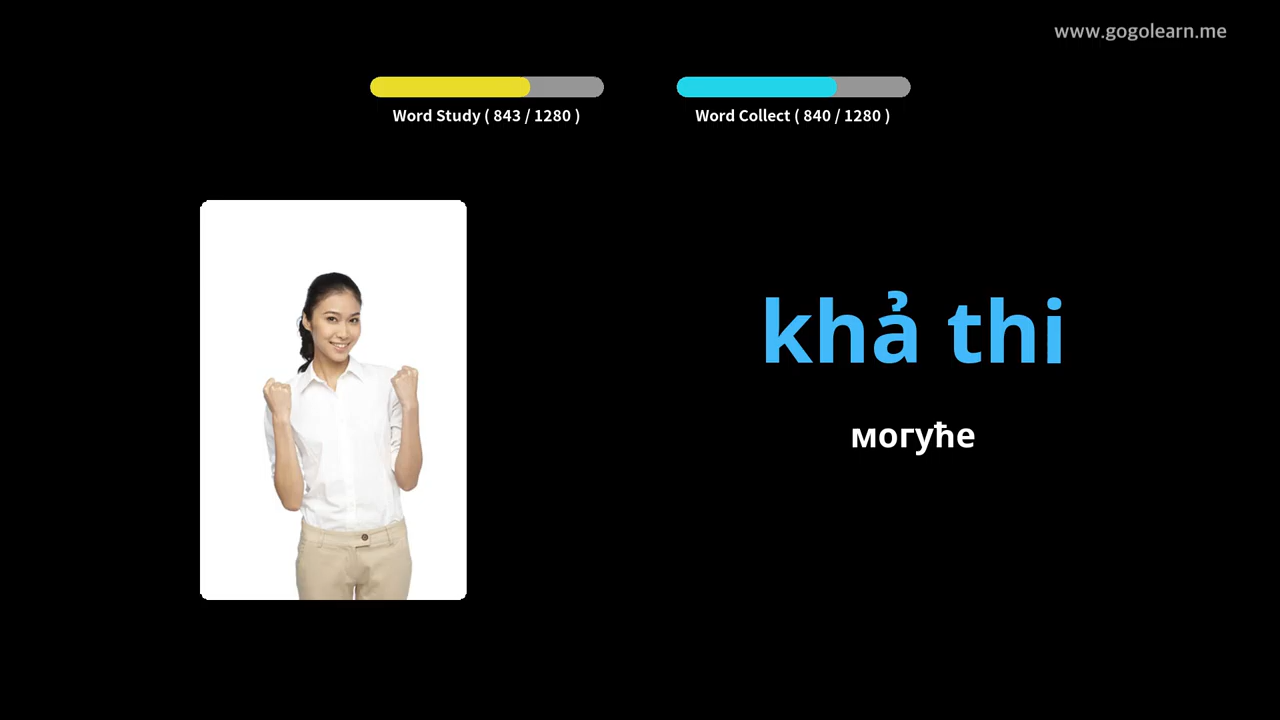 www.gogolearn.me
Word Study ( 843 / 1280 )
Word Collect ( 840 / 1280 )
khả thi
могуће